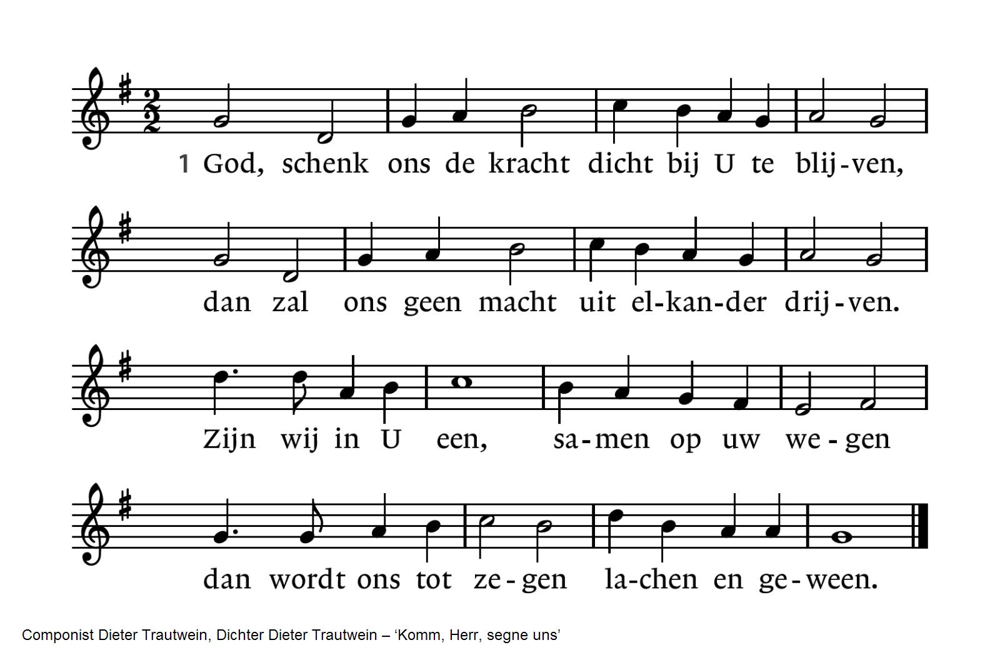 1 God, schenk ons de kracht dicht bij U te blij-ven,
dan zal ons geen macht uit el-kan-der drij-ven.
Zijn wij in U een, sa-men op uw we-gen
dan wordt ons tot ze-gen la-chen en ge-ween.
Componist Dieter Trautwein, Dichter Dieter Trautwein – ‘Komm, Herr, segne uns’